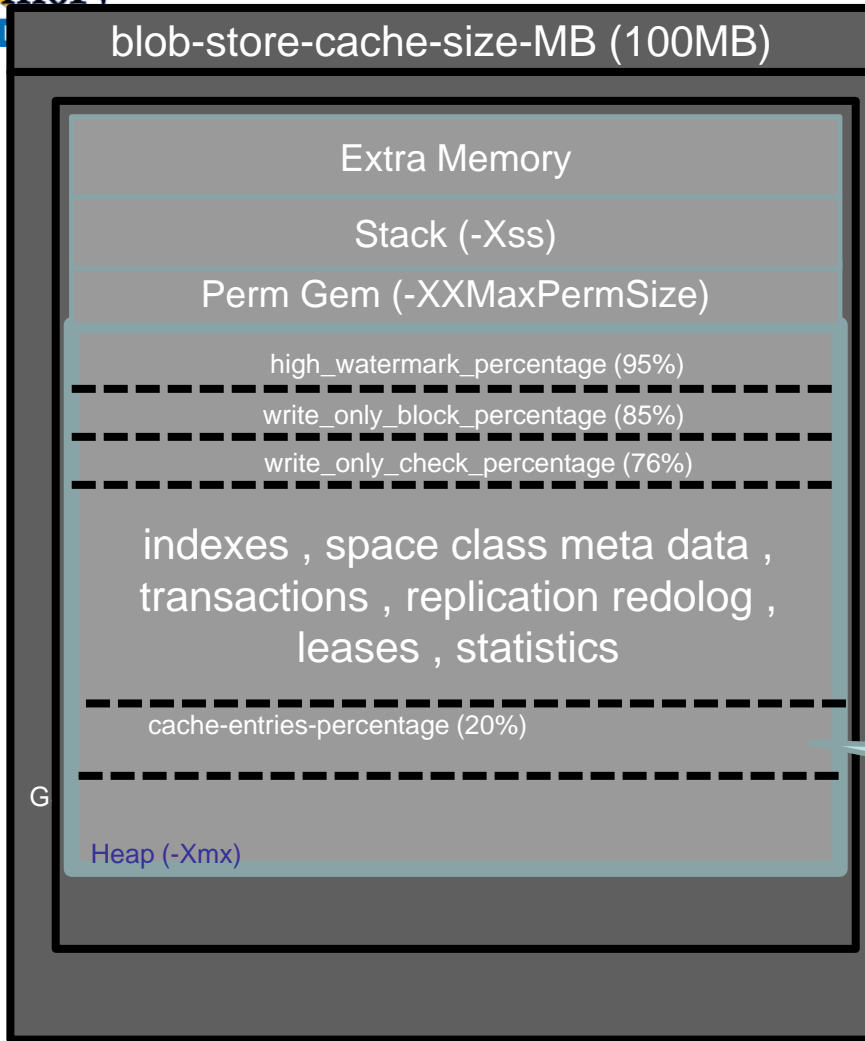 blob-store-cache-size-MB (100MB)
Extra Memory
Stack (-Xss)
Perm Gem (-XXMaxPermSize)
high_watermark_percentage (95%)
write_only_block_percentage (85%)
write_only_check_percentage (76%)
indexes , space class meta data ,
transactions , replication redolog ,
leases , statistics
cache-entries-percentage (20%)
G
Heap (-Xmx)